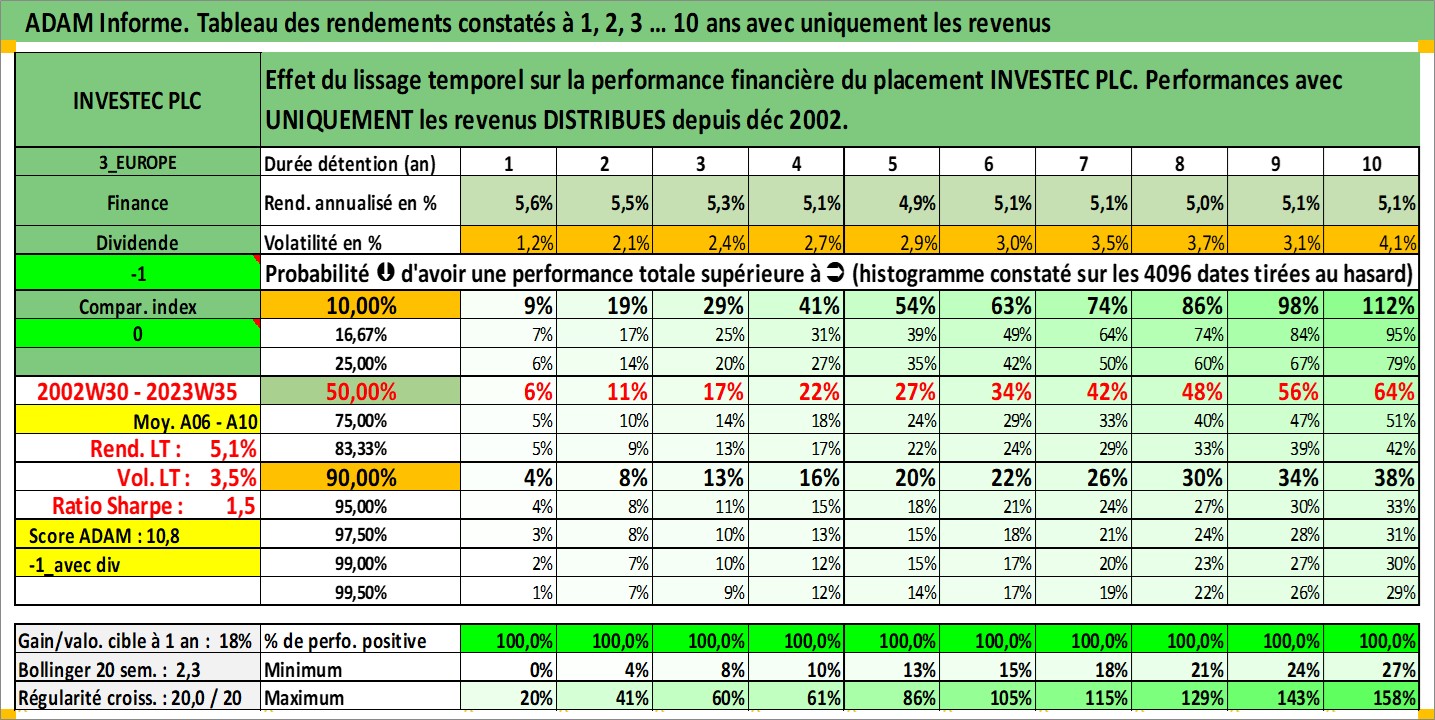 ADAM Informe. Tableau des rendements constatés à 1, 2, 3 ... 10 ans avec uniquement les revenus
INVESTEC PLC
Effet du lissage temporel sur la performance financière du placement INVESTEC PLC. Performances avec
UNIQUEMENT les revenus DISTRIBUES depuis déc 2002.
3_EUROPE Durée détention (an) 1 2 3 4 5 6 7 8 9 10
Finance Rend. annualisé en % 5,6% 5,5% 5,3% 5,1% 4,9% 5,1% 5,1% 5,0% 5,1% 5,1%
Dividende Volatilité en % 1,2% 2,1% 2,4% 2,7% 2,9% 3,0% 3,5% 3,7% 3,1% 4,1%
-1 Probabilité d'avoir une performance totale supérieure à (histogramme constaté sur les 4096 dates tirées au hasard)
Compar. index 10,00% 9% 19% 29% 41% 54% 63% 74% 86% 98% 112%
0 16,67% 7% 17% 25% 31% 39% 49% 64% 74% 84% 95%
25,00% 6% 14% 20% 27% 35% 42% 50% 60% 67% 79%
2002W30 - 2023W35 50,00% 6% 11% 17% 22% 27% 34% 42% 48% 56% 64%
Moy. A06 - A10 75,00% 5% 10% 14% 18% 24% 29% 33% 40% 47% 51%
Rend. LT : 5,1% 83,33% 5% 9% 13% 17% 22% 24% 29% 33% 39% 42%
Vol. LT : 3,5% 90,00% 4% 8% 13% 16% 20% 22% 26% 30% 34% 38%
Ratio Sharpe : 1,5 95,00% 4% 8% 11% 15% 18% 21% 24% 27% 30% 33%
Score ADAM : 10,8 97,50% 3% 8% 10% 13% 15% 18% 21% 24% 28% 31%
-1_avec div 99,00% 2% 7% 10% 12% 15% 17% 20% 23% 27% 30%
99,50% 1% 7% 9% 12% 14% 17% 19% 22% 26% 29%
Gain/valo. cible à 1 an : 18% % de perfo. positive 100,0% 100,0% 100,0% 100,0% 100,0% 100,0% 100,0% 100,0% 100,0% 100,0%
Bollinger 20 sem. : 2,3 Minimum 0% 4% 8% 10% 13% 15% 18% 21% 24% 27%
Régularité croiss. : 20,0 / 20 Maximum 20% 41% 60% 61% 86% 105% 115% 129% 143% 158%